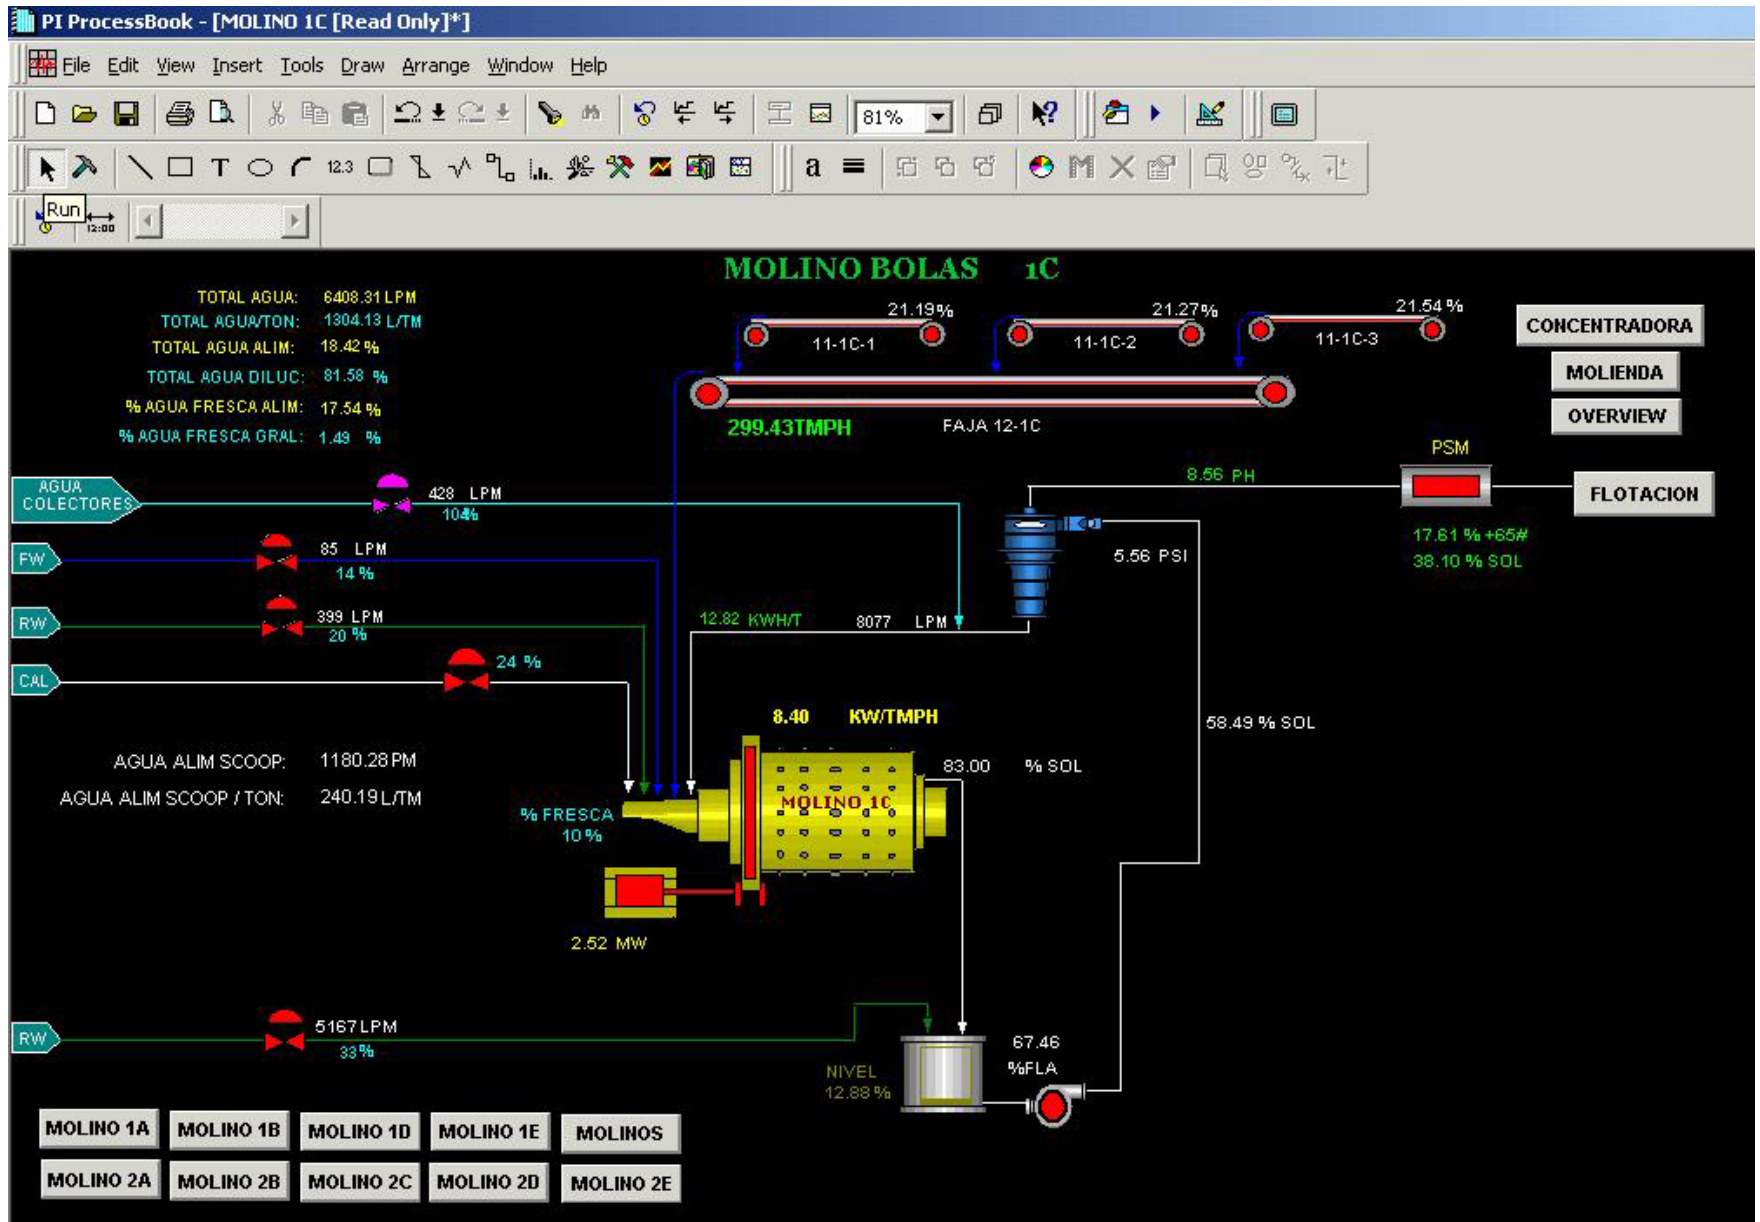 PI ProcessBook - [MOLINO 1C [Read Only]*]
File Edit View Insert Tools Draw Arrange Window Help
81%
T 12.3 a M
Run
12:00
MOLINO BOLAS 1C
TOTAL AGUA: 6408.31 LPM
TOTAL AGUA/TON: 1304.13 L/TM
TOTAL AGUA ALIM: 18.42 %
TOTAL AGUA DILUC: 81.58 %
% AGUA FRESCA ALIM: 17.54 %
% AGUA FRESCA GRAL: 1.49 %
21.19%
21.27%
21.54 %
11-1C-1
11-1C-2
11-1C-3
299.43TMPH
FAJA 12-1C
CONCENTRADORA
MOLIENDA
OVERVIEW
PSM
8.56 PH
FLOTACION
17.61 % +65#
38.10 % SOL
AGUA
COLECTORES
428 LPM
104%
FW
85 LPM
14 %
RW
399 LPM
20 %
CAL
24 %
5.56 PSI
12.82 KWH/T
8077 LPM
8.40 KW/TMPH
58.49 % SOL
83.00 % SOL
AGUA ALIM SCOOP: 1180.28 PM
AGUA ALIM SCOOP / TON: 240.19 L/TM
MOLINO 1C
% FRESCA
10 %
2.52 MW
RW
5167 LPM
33%
NIVEL
12.88 %
67.46
%FLA
MOLINO 1A MOLINO 1B MOLINO 1D MOLINO 1E MOLINOS
MOLINO 2A MOLINO 2B MOLINO 2C MOLINO 2D MOLINO 2E